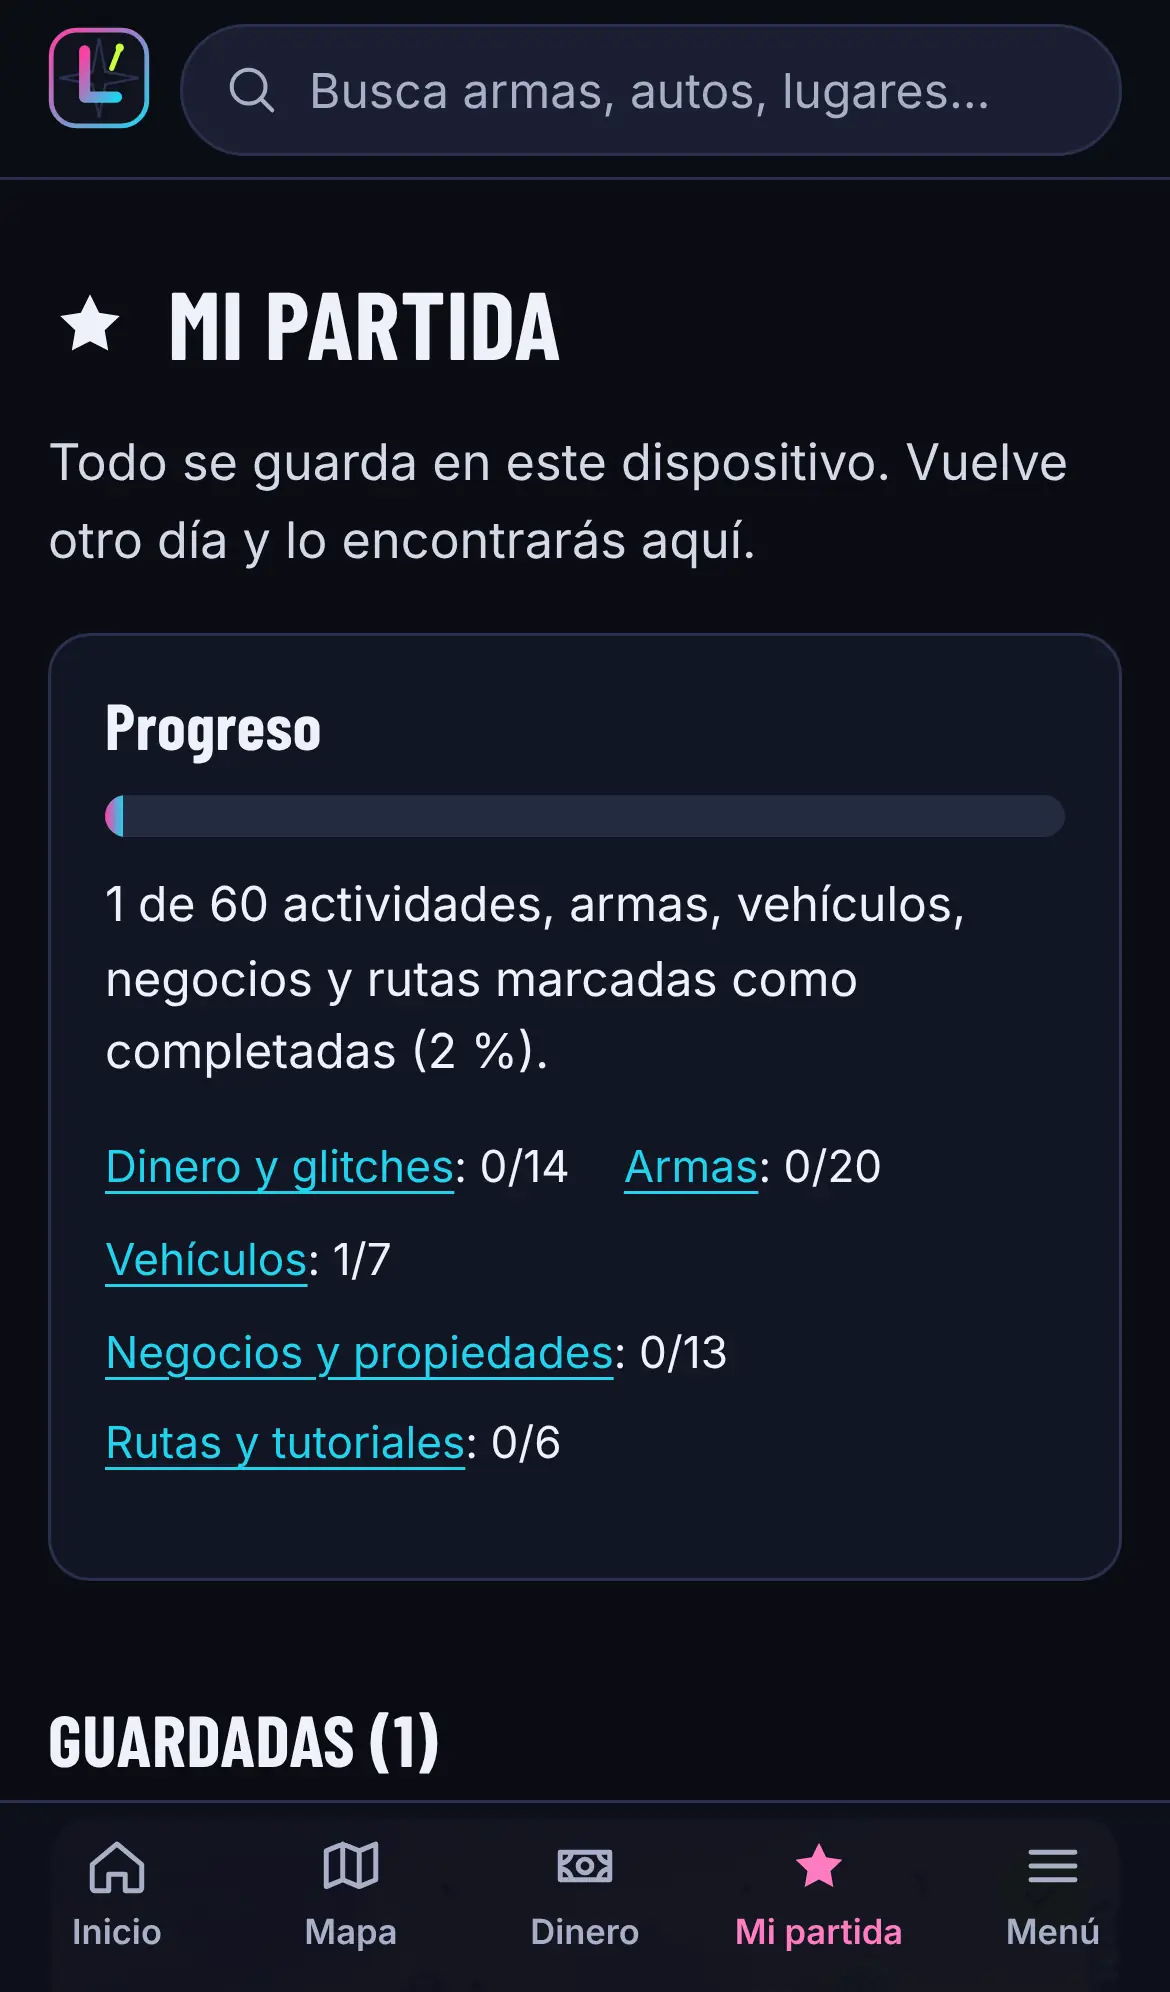 Busca armas, autos, lugares...
MI PARTIDA
Todo se guarda en este dispositivo. Vuelve
otro día y lo encontrarás aquí.
Progreso
1 de 60 actividades, armas, vehículos,
negocios y rutas marcadas como
completadas (2 %).
Dinero y glitches: 0/14 Armas: 0/20
Vehículos: 1/7
Negocios y propiedades: 0/13
Rutas y tutoriales: 0/6
GUARDADAS (1)
Inicio Mapa Dinero Mi partida Menú